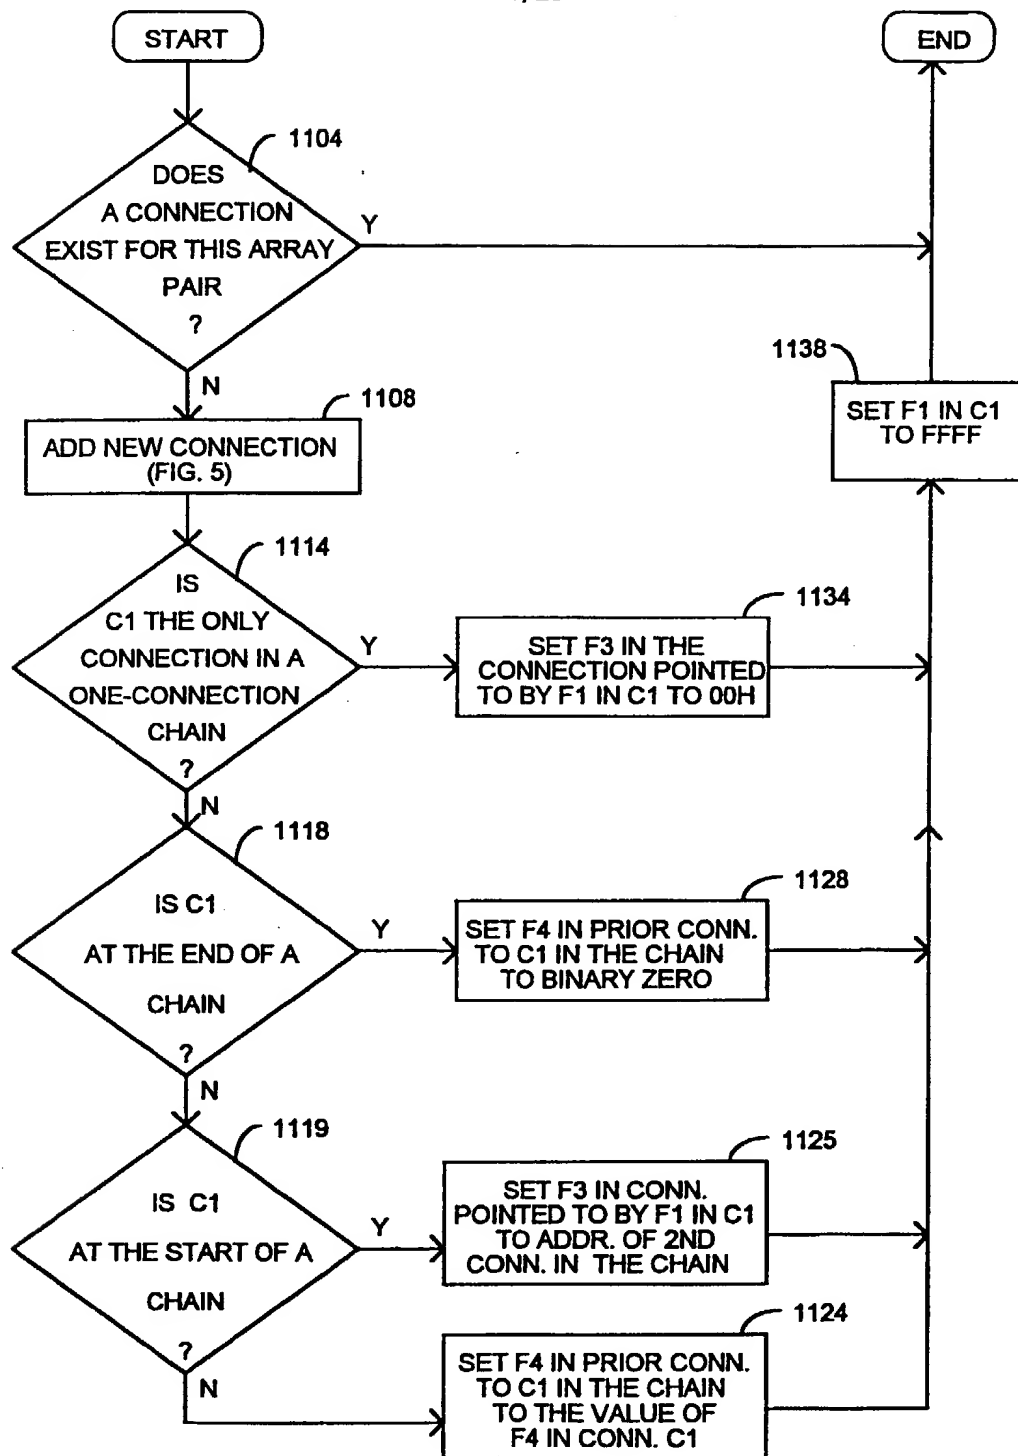 START
END
1104
DOES
A CONNECTION
EXIST FOR THIS ARRAY
PAIR
?
Y
N
1138
SET F1 IN C1
TO FFFF
1108
ADD NEW CONNECTION
(FIG. 5)
1114
IS
C1 THE ONLY
CONNECTION IN A
ONE-CONNECTION
CHAIN
?
Y
N
1134
SET F3 IN THE
CONNECTION POINTED
TO BY F1 IN C1 TO 00H
1118
IS C1
AT THE END OF A
CHAIN
?
Y
N
1128
SET F4 IN PRIOR CONN.
TO C1 IN THE CHAIN
TO BINARY ZERO
1119
IS C1
AT THE START OF A
CHAIN
?
Y
N
1125
SET F3 IN CONN.
POINTED TO BY F1 IN C1
TO ADDR. OF 2ND
CONN. IN THE CHAIN
1124
SET F4 IN PRIOR CONN.
TO C1 IN THE CHAIN
TO THE VALUE OF
F4 IN CONN. C1